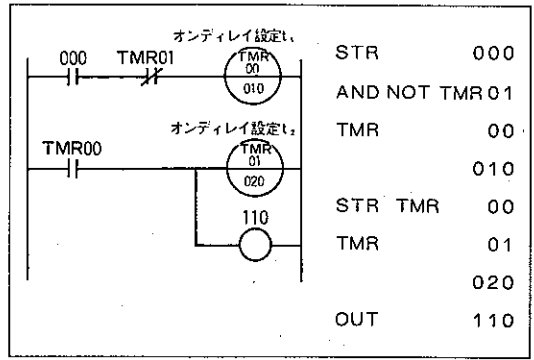 オンディレイ設定t₁
000 TMR01
TMR
00
010
オンディレイ設定t₂
TMR00
TMR
01
020
110
STR 000
AND NOT TMR01
TMR 00
010
STR TMR 00
TMR 01
020
OUT 110